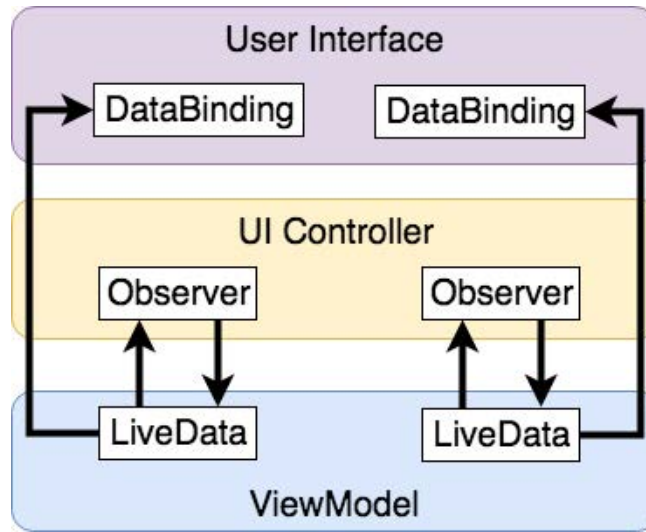 User Interface
DataBinding
DataBinding
UI Controller
Observer
Observer
LiveData
LiveData
ViewModel